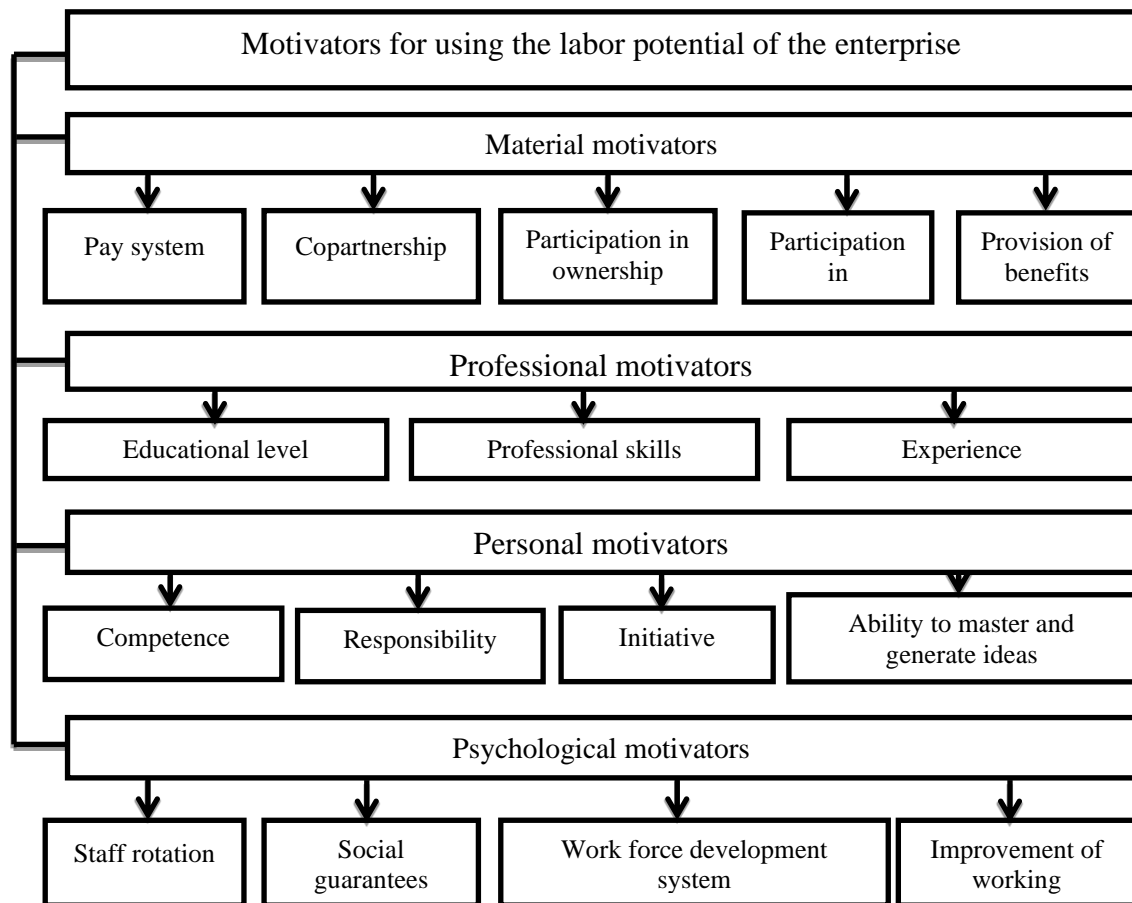 Motivators for using the labor potential of the enterprise
Material motivators
Pay system
Copartnership
Participation in
ownership
Participation
in
Provision of
benefits
Professional motivators
Educational level
Professional skills
Experience
Personal motivators
Competence
Responsibility
Initiative
Ability to master and
generate ideas
Psychological motivators
Staff rotation
Social
guarantees
Work force development
system
Improvement of
working